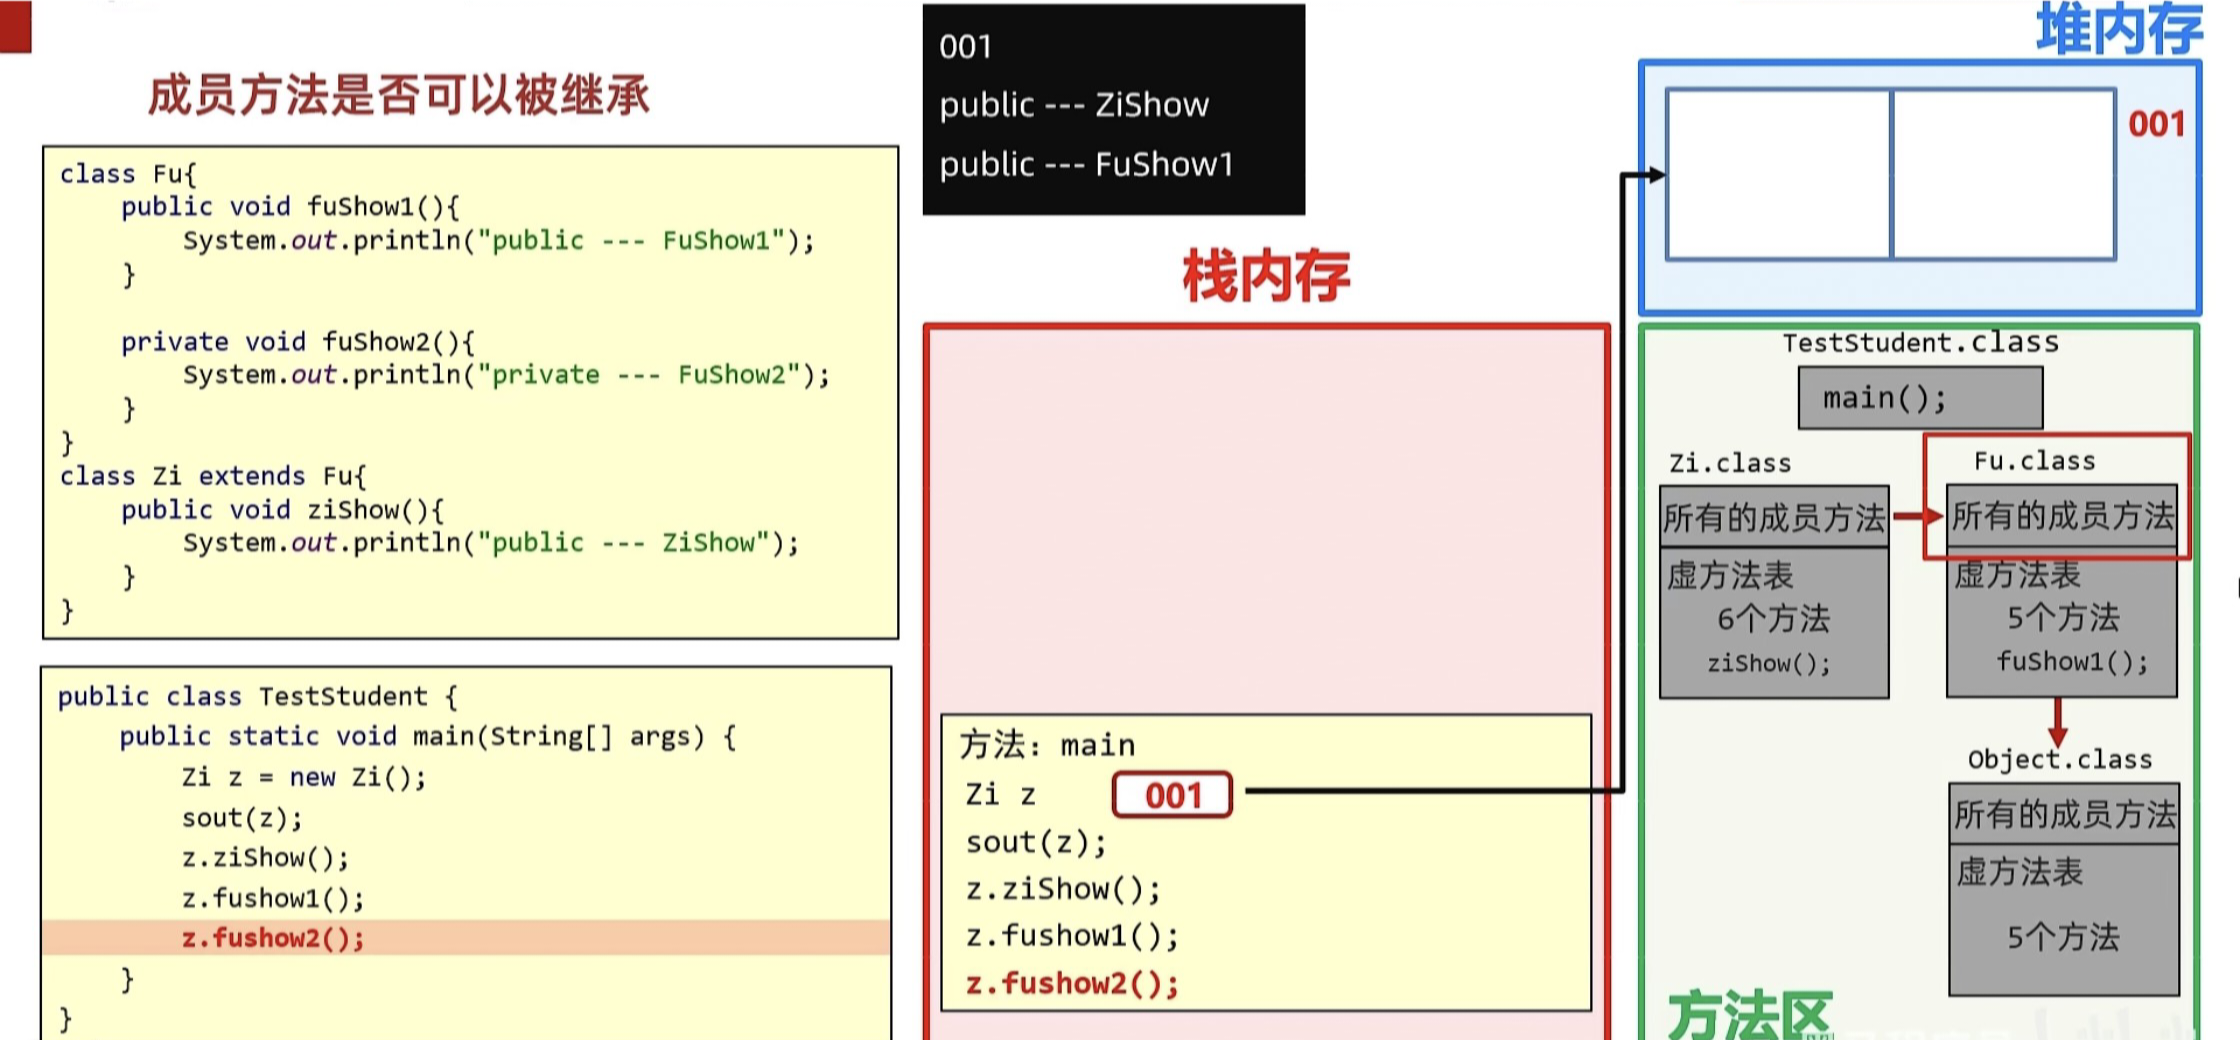 成员方法是否可以被继承
class Fu{
public void fuShow1(){
System.out.println("public --- FuShow1");
}
private void fuShow2(){
System.out.println("private --- FuShow2");
}
}
class Zi extends Fu{
public void ziShow(){
System.out.println("public --- ZiShow");
}
}
public class TestStudent {
public static void main(String[] args) {
Zi z = new Zi();
sout(z);
z.ziShow();
z.fushow1();
z.fushow2();
}
}
001
public --- ZiShow
public --- FuShow1
栈内存
方法：main
Zi z 001
sout(z);
z.ziShow();
z.fushow1();
z.fushow2();
堆内存
001
TestStudent.class
main();
Zi.class
所有的成员方法
虚方法表
6个方法
ziShow();
Fu.class
所有的成员方法
虚方法表
5个方法
fuShow1();
Object.class
所有的成员方法
虚方法表
5个方法
方法区